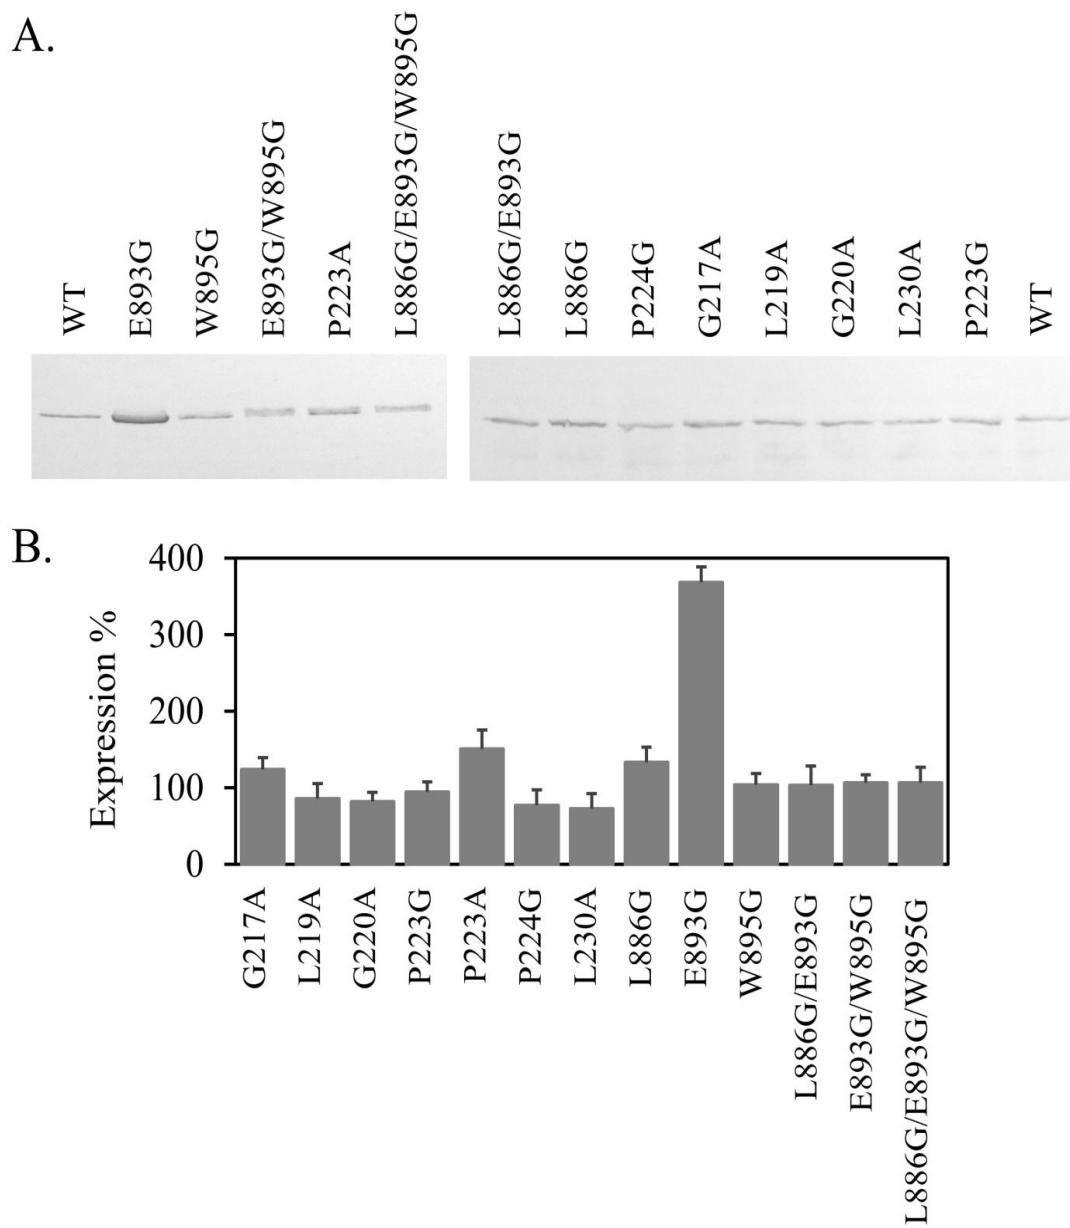 A.
WT
E893G
W895G
E893G/W895G
P223A
L886G/E893G/W895G
L886G/E893G
L886G
P224G
G217A
L219A
G220A
L230A
P223G
WT
B.
Expression %
400
300
200
100
0
G217A
L219A
G220A
P223G
P223A
P224G
L230A
L886G
E893G
W895G
L886G/E893G
E893G/W895G
L886G/E893G/W895G